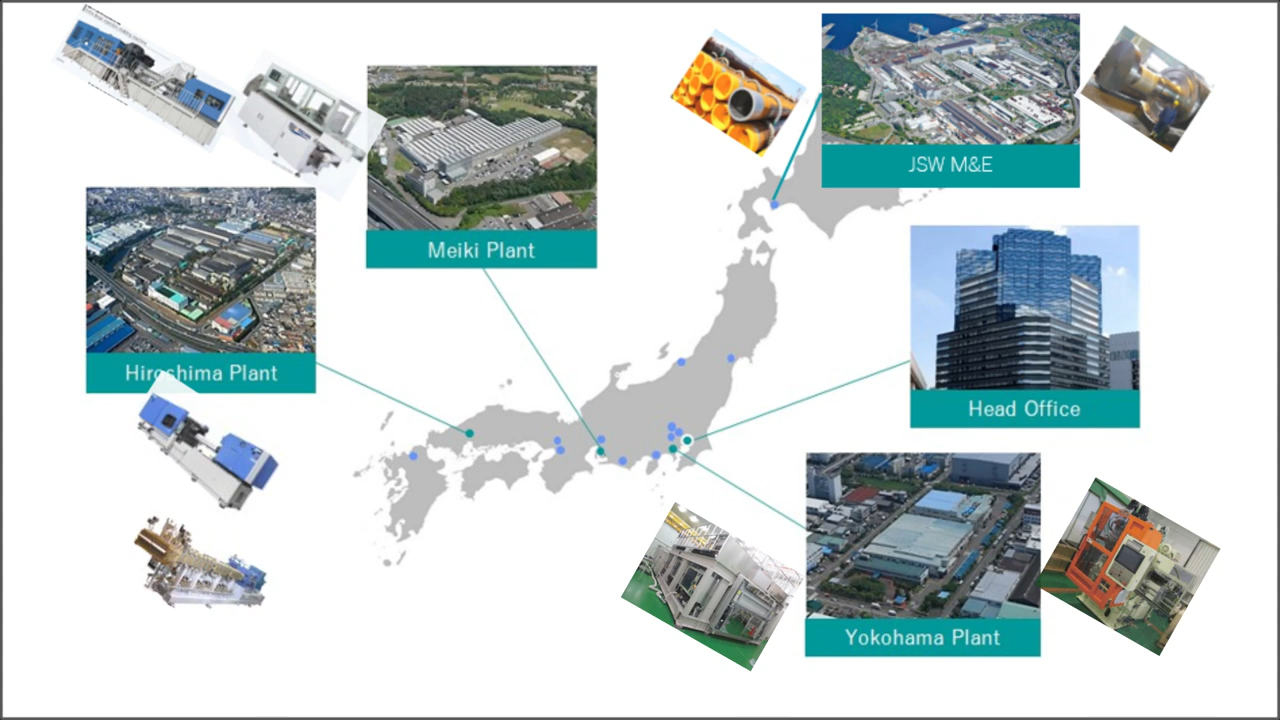 JSW M&E
Meiki Plant
Hiroshima Plant
Head Office
Yokohama Plant